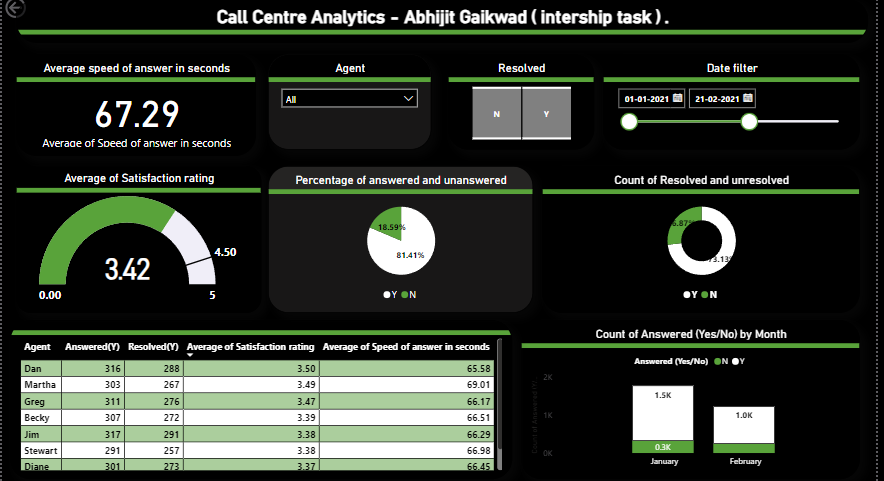 Call Centre Analytics - Abhijit Gaikwad ( intership task ) .
Average speed of answer in seconds
67.29
Average of Speed of answer in seconds
Agent
All
Resolved
N Y
Date filter
01-01-2021 21-02-2021
Average of Satisfaction rating
3.42
4.50
0.00 5
Percentage of answered and unanswered
18.59%
81.41%
Y N
Count of Resolved and unresolved
Y N
Agent Answered(Y) Resolved(Y) Average of Satisfaction rating Average of Speed of answer in seconds
Dan 316 288 3.50 65.58
Martha 303 267 3.49 69.01
Greg 311 276 3.47 66.17
Becky 307 272 3.39 66.51
Jim 317 291 3.38 66.29
Stewart 291 257 3.38 66.98
Diane 301 273 3.37 66.45
Count of Answered (Yes/No) by Month
Answered (Yes/No) N Y
2K
1K
0K
Count of Answered (Y...
1.5K
0.3K
1.0K
January February